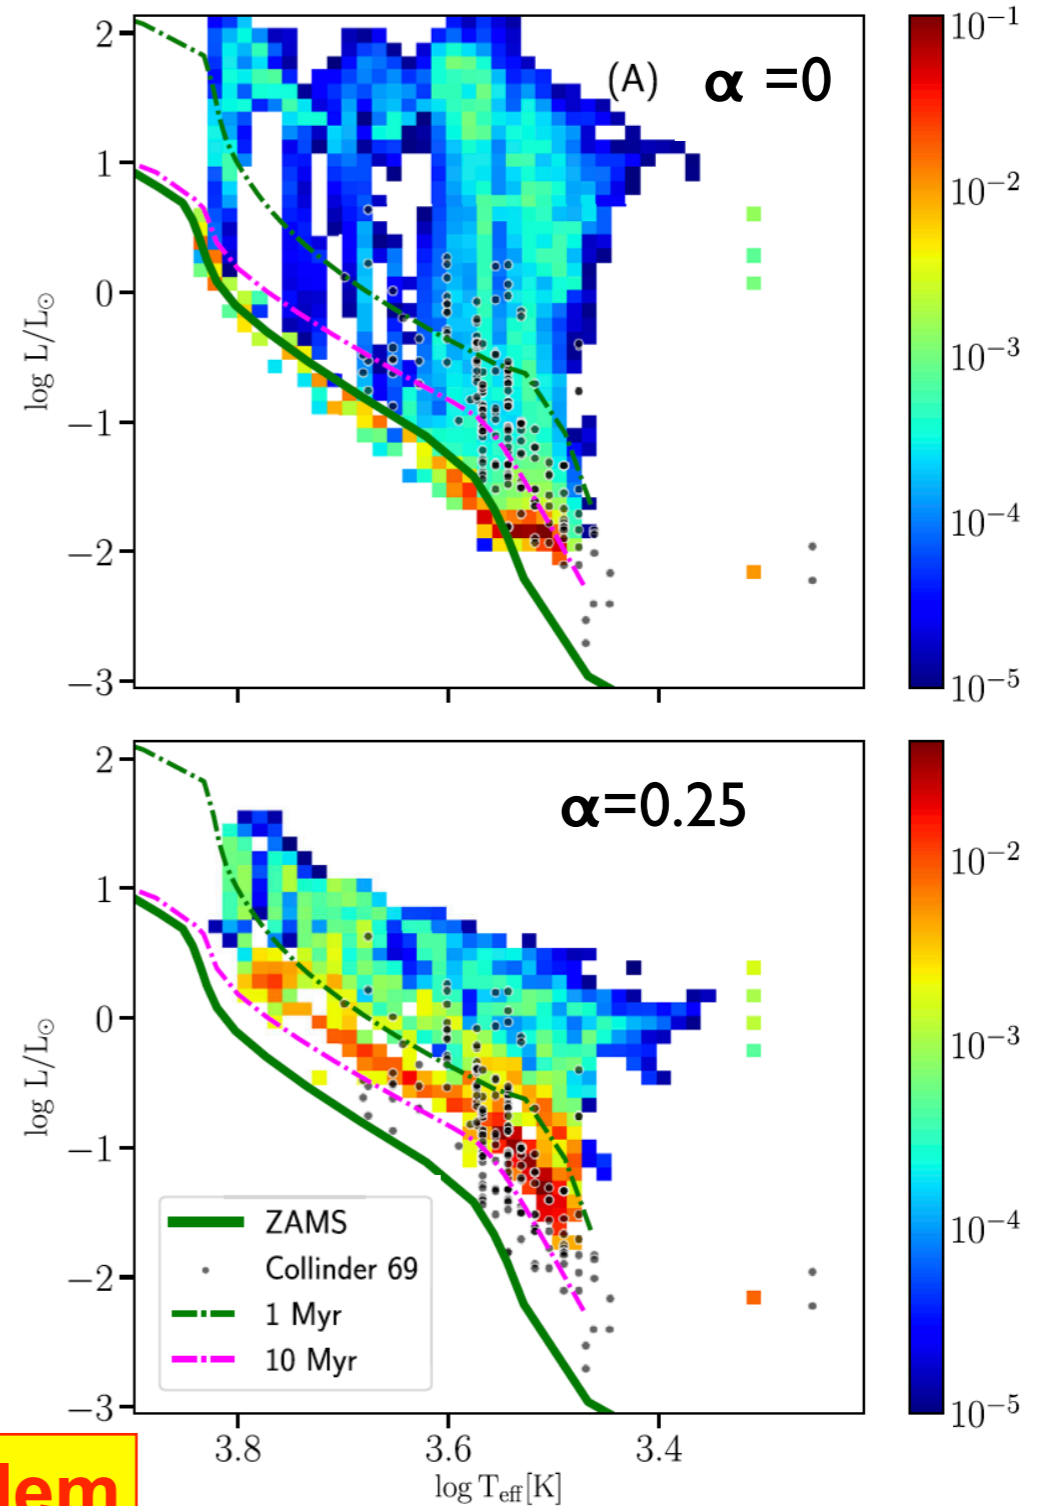 (A) α =0
2
1
0
−1
−2
−3
log L/L⊙
10⁻¹
10⁻²
10⁻³
10⁻⁴
10⁻⁵
α=0.25
2
1
0
−1
−2
−3
log L/L⊙
ZAMS
Collinder 69
1 Myr
10 Myr
10⁻²
10⁻³
10⁻⁴
10⁻⁵
3.8 3.6 3.4
log T_eff[K]
lem